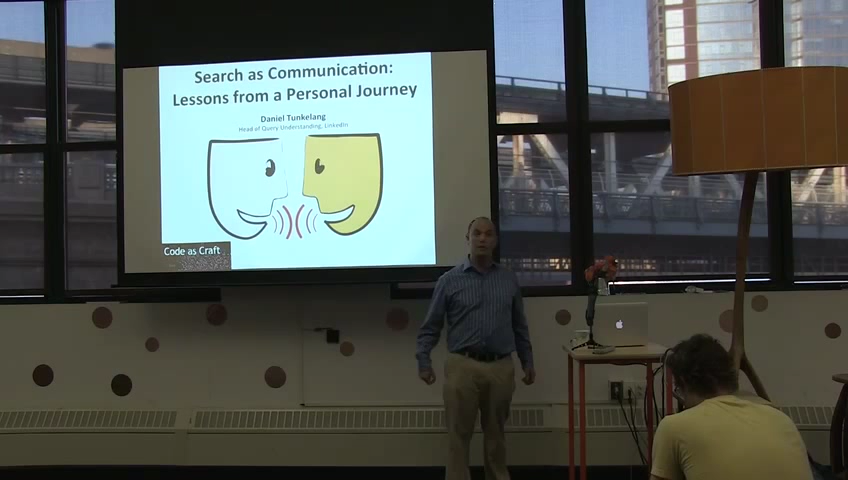 Search as Communication:
Lessons from a Personal Journey
Daniel Tunkelang
Head of Query Understanding, LinkedIn
Code as Craft